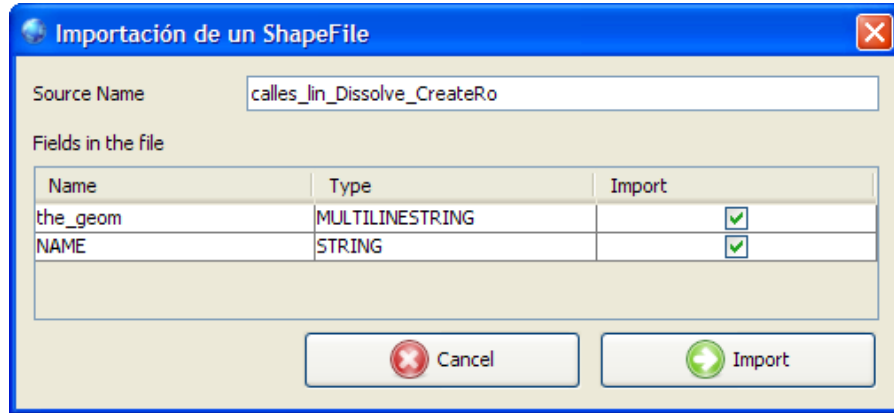 Importación de un ShapeFile
Source Name calles_lin_Dissolve_CreateRo
Fields in the file
Name Type Import
the_geom MULTILINESTRING
NAME STRING
Cancel Import